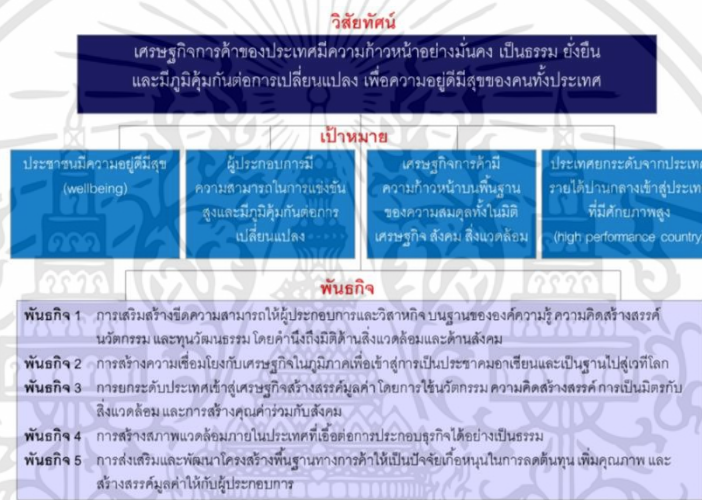 วิสัยทัศน์
เศรษฐกิจการค้าของประเทศมีความก้าวหน้าอย่างมั่นคง เป็นธรรม ยั่งยืน
และมีภูมิคุ้มกันต่อการเปลี่ยนแปลง เพื่อความอยู่ดีมีสุขของคนทั้งประเทศ
เป้าหมาย
ประชาชนมีความอยู่ดีมีสุข
(wellbeing)
ผู้ประกอบการมี
ความสามารถในการแข่งขัน
สูงและมีภูมิคุ้มกันต่อการ
เปลี่ยนแปลง
เศรษฐกิจการค้ามี
ความก้าวหน้าบนพื้นฐาน
ของความสมดุลทั้งในมิติ
เศรษฐกิจ สังคม สิ่งแวดล้อม
ประเทศยกระดับจากประเทศ
รายได้ปานกลางเข้าสู่ประเทศ
ที่มีศักยภาพสูง
(high performance country
พันธกิจ
พันธกิจ 1 การเสริมสร้างขีดความสามารถให้ผู้ประกอบการและวิสาหกิจ บนฐานขององค์ความรู้ ความคิดสร้างสรรค์
นวัตกรรม และทุนวัฒนธรรม โดยคำนึงถึงมิติด้านสิ่งแวดล้อมและด้านสังคม
พันธกิจ 2 การสร้างความเชื่อมโยงกับเศรษฐกิจในภูมิภาคเพื่อเข้าสู่การเป็นประชาคมอาเซียนและเป็นฐานไปสู่เวทีโลก
พันธกิจ 3 การยกระดับประเทศเข้าสู่เศรษฐกิจสร้างสรรค์มูลค่า โดยการใช้นวัตกรรม ความคิดสร้างสรรค์ การเป็นมิตรกับ
สิ่งแวดล้อม และการสร้างคุณค่าร่วมกับสังคม
พันธกิจ 4 การสร้างสภาพแวดล้อมภายในประเทศที่เอื้อต่อการประกอบธุรกิจได้อย่างเป็นธรรม
พันธกิจ 5 การส่งเสริมและพัฒนาโครงสร้างพื้นฐานทางการค้าให้เป็นปัจจัยเกื้อหนุนในการลดต้นทุน เพิ่มคุณภาพ และ
สร้างสรรค์มูลค่าให้กับผู้ประกอบการ